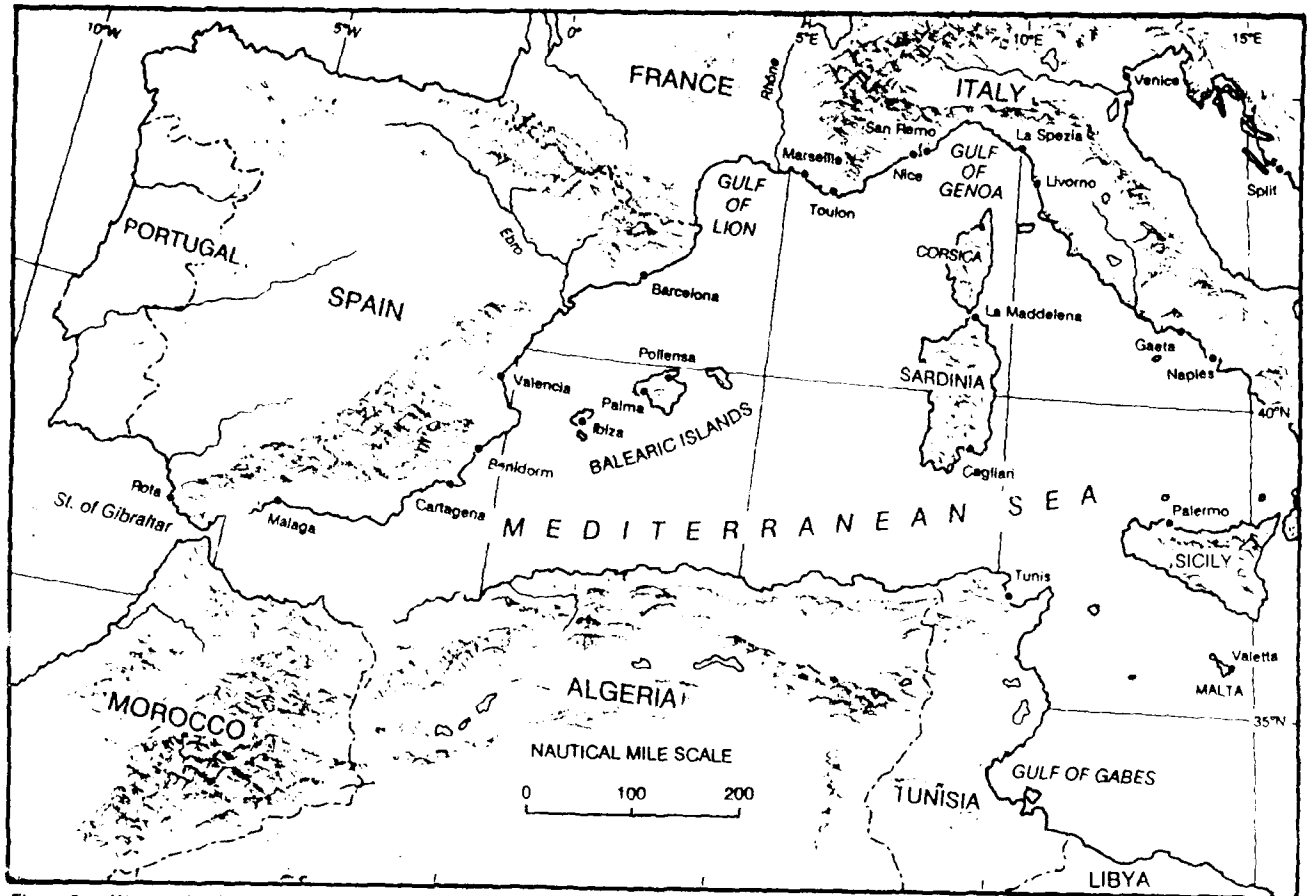 10°W
5°W
0°
5°E
10°E
15°E
FRANCE
Rhône
ITALY
Venice
San Remo
La Spezia
Marseille
GULF
OF
LION
Nice
GULF
OF
GENOA
Livorno
Split
Toulon
PORTUGAL
Ebro
CORSICA
SPAIN
Barcelona
La Maddelena
Pollensa
Gaeta
Valencia
Palma
SARDINIA
Naples
40°N
Ibiza
BALEARIC ISLANDS
Benidorm
Cagliari
Rota
St. of Gibraltar
Malaga
Cartagena
MEDITERRANEAN SEA
Palermo
SICILY
Tunis
Valetta
MALTA
MOROCCO
ALGERIA
35°N
NAUTICAL MILE SCALE
0 100 200
GULF OF GABES
TUNISIA
LIBYA